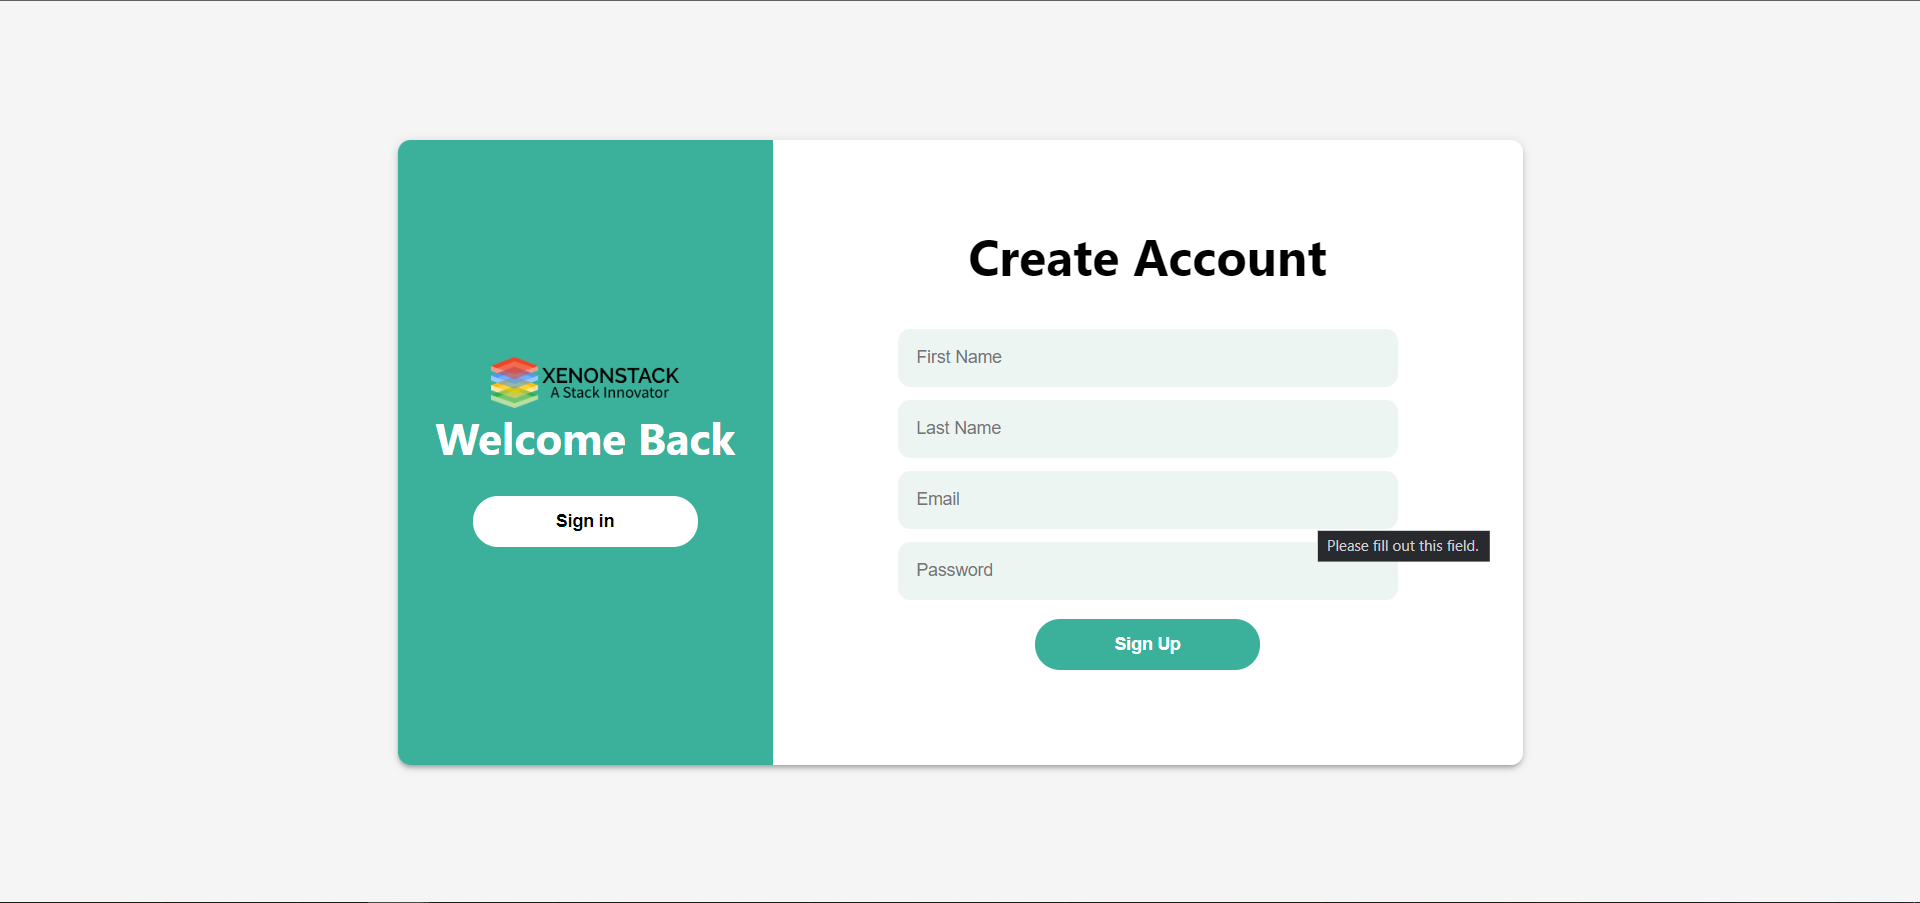 XENONSTACK
A Stack Innovator
Welcome Back
Sign in
Create Account
First Name
Last Name
Email
Please fill out this field.
Password
Sign Up